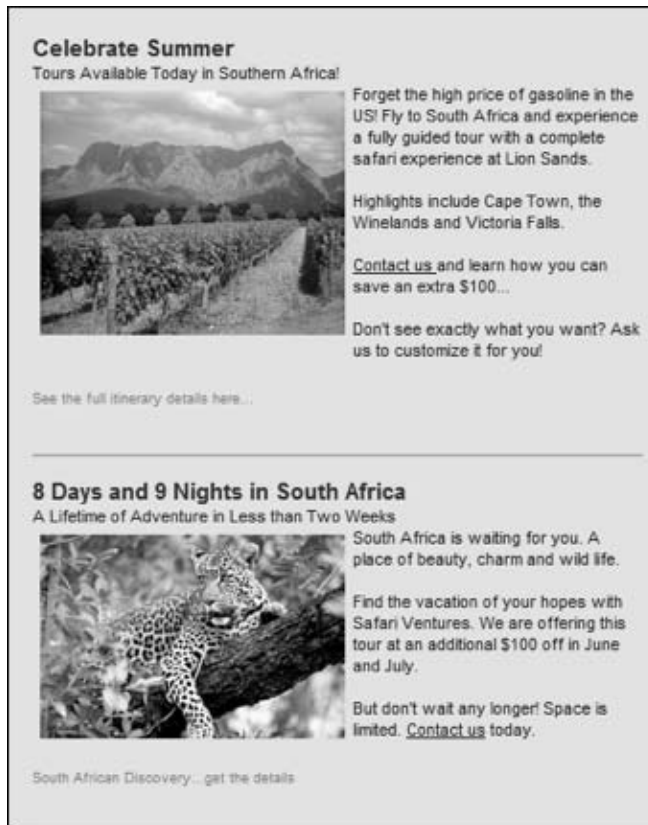 Celebrate Summer
Tours Available Today in Southern Africa!
Forget the high price of gasoline in the
US! Fly to South Africa and experience
a fully guided tour with a complete
safari experience at Lion Sands.
Highlights include Cape Town, the
Winelands and Victoria Falls.
Contact us and learn how you can
save an extra $100...
Don't see exactly what you want? Ask
us to customize it for you!
See the full itinerary details here...
8 Days and 9 Nights in South Africa
A Lifetime of Adventure in Less than Two Weeks
South Africa is waiting for you. A
place of beauty, charm and wild life.
Find the vacation of your hopes with
Safari Ventures. We are offering this
tour at an additional $100 off in June
and July.
But don't wait any longer! Space is
limited. Contact us today.
South African Discovery...get the details